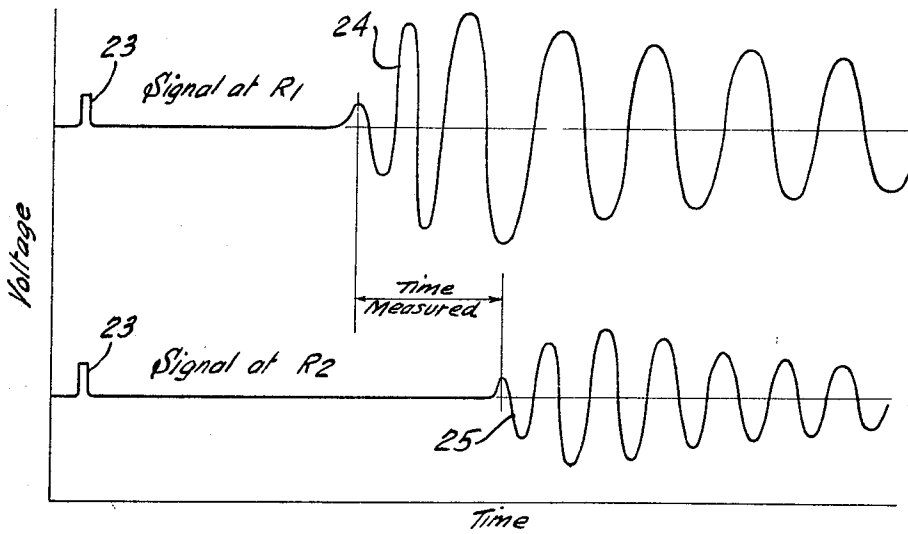 23
24
Signal at R1
Voltage
Time
Measured
23
Signal at R2
25
Time